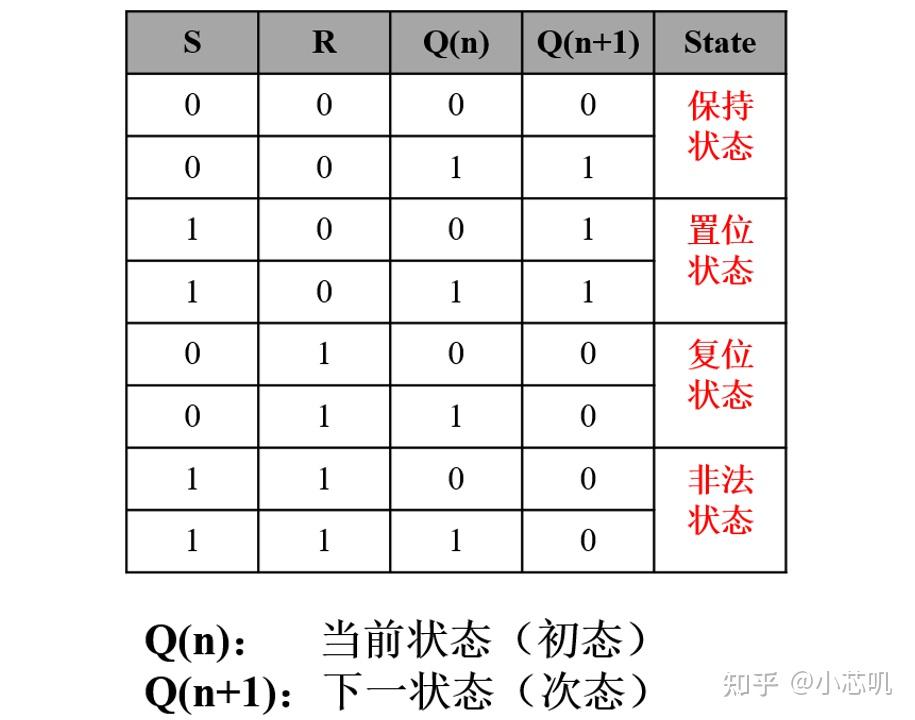 S R Q(n) Q(n+1) State
0 0 0 0 保持
状态
0 0 1 1
1 0 0 1 置位
状态
1 0 1 1
0 1 0 0 复位
状态
0 1 1 0
1 1 0 0 非法
状态
1 1 1 0
Q(n)： 当前状态（初态）
Q(n+1)：下一状态（次态）
知乎 @小芯叽